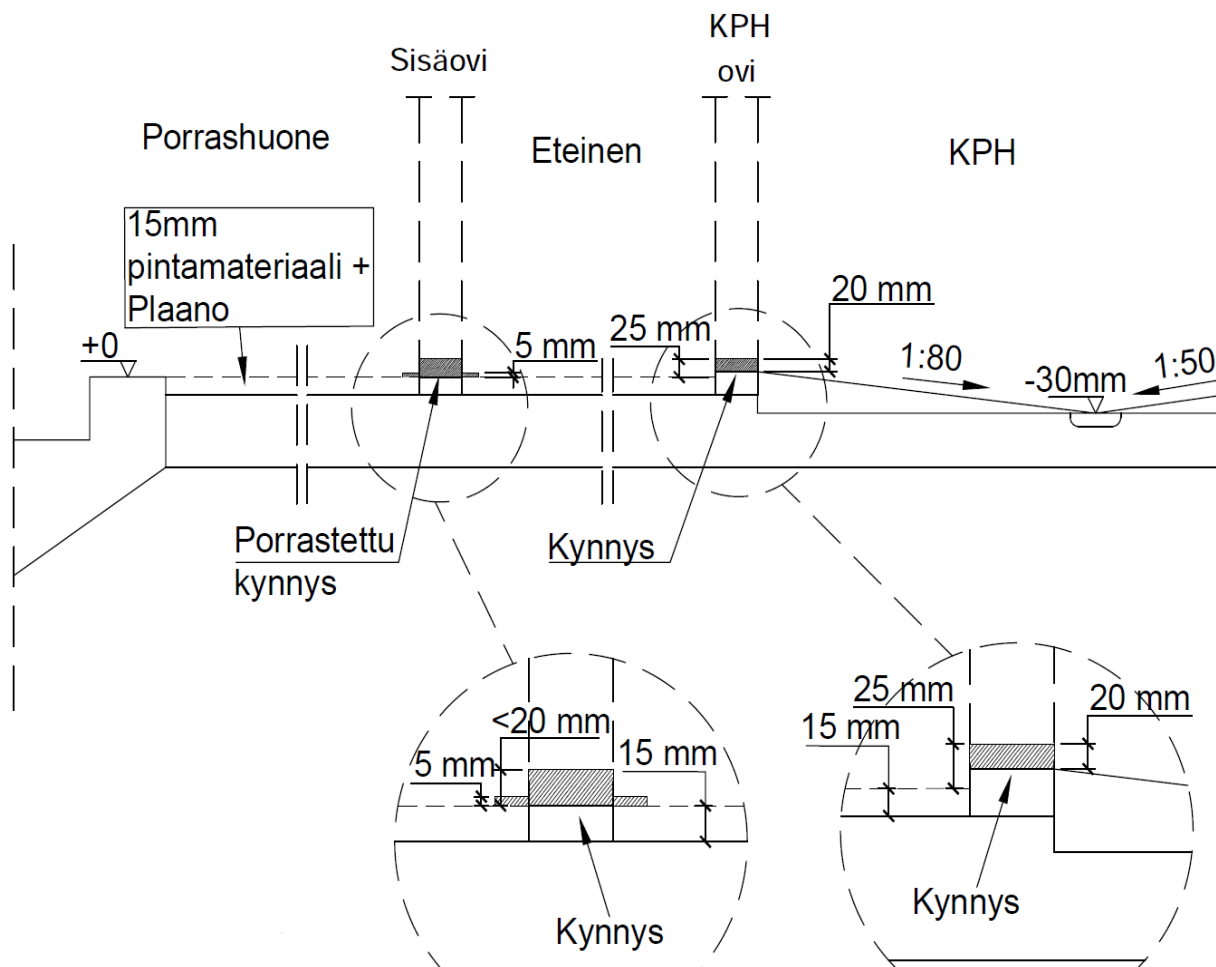 Sisäovi
KPH
ovi
Porrashuone
Eteinen
KPH
15mm
pintamateriaali +
Plaano
+0
5 mm
25 mm
20 mm
1:80
-30mm
1:50
Porrastettu
kynnys
Kynnys
<20 mm
5 mm
15 mm
Kynnys
25 mm
15 mm
20 mm
Kynnys